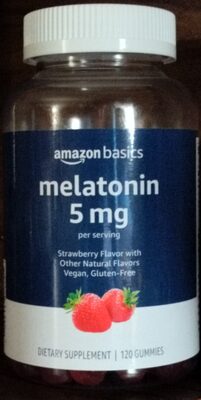 amazon basics
melatonin
5 mg
per serving
Strawberry Flavor with
Other Natural Flavors
Vegan, Gluten-Free
DIETARY SUPPLEMENT | 120 GUMMIES